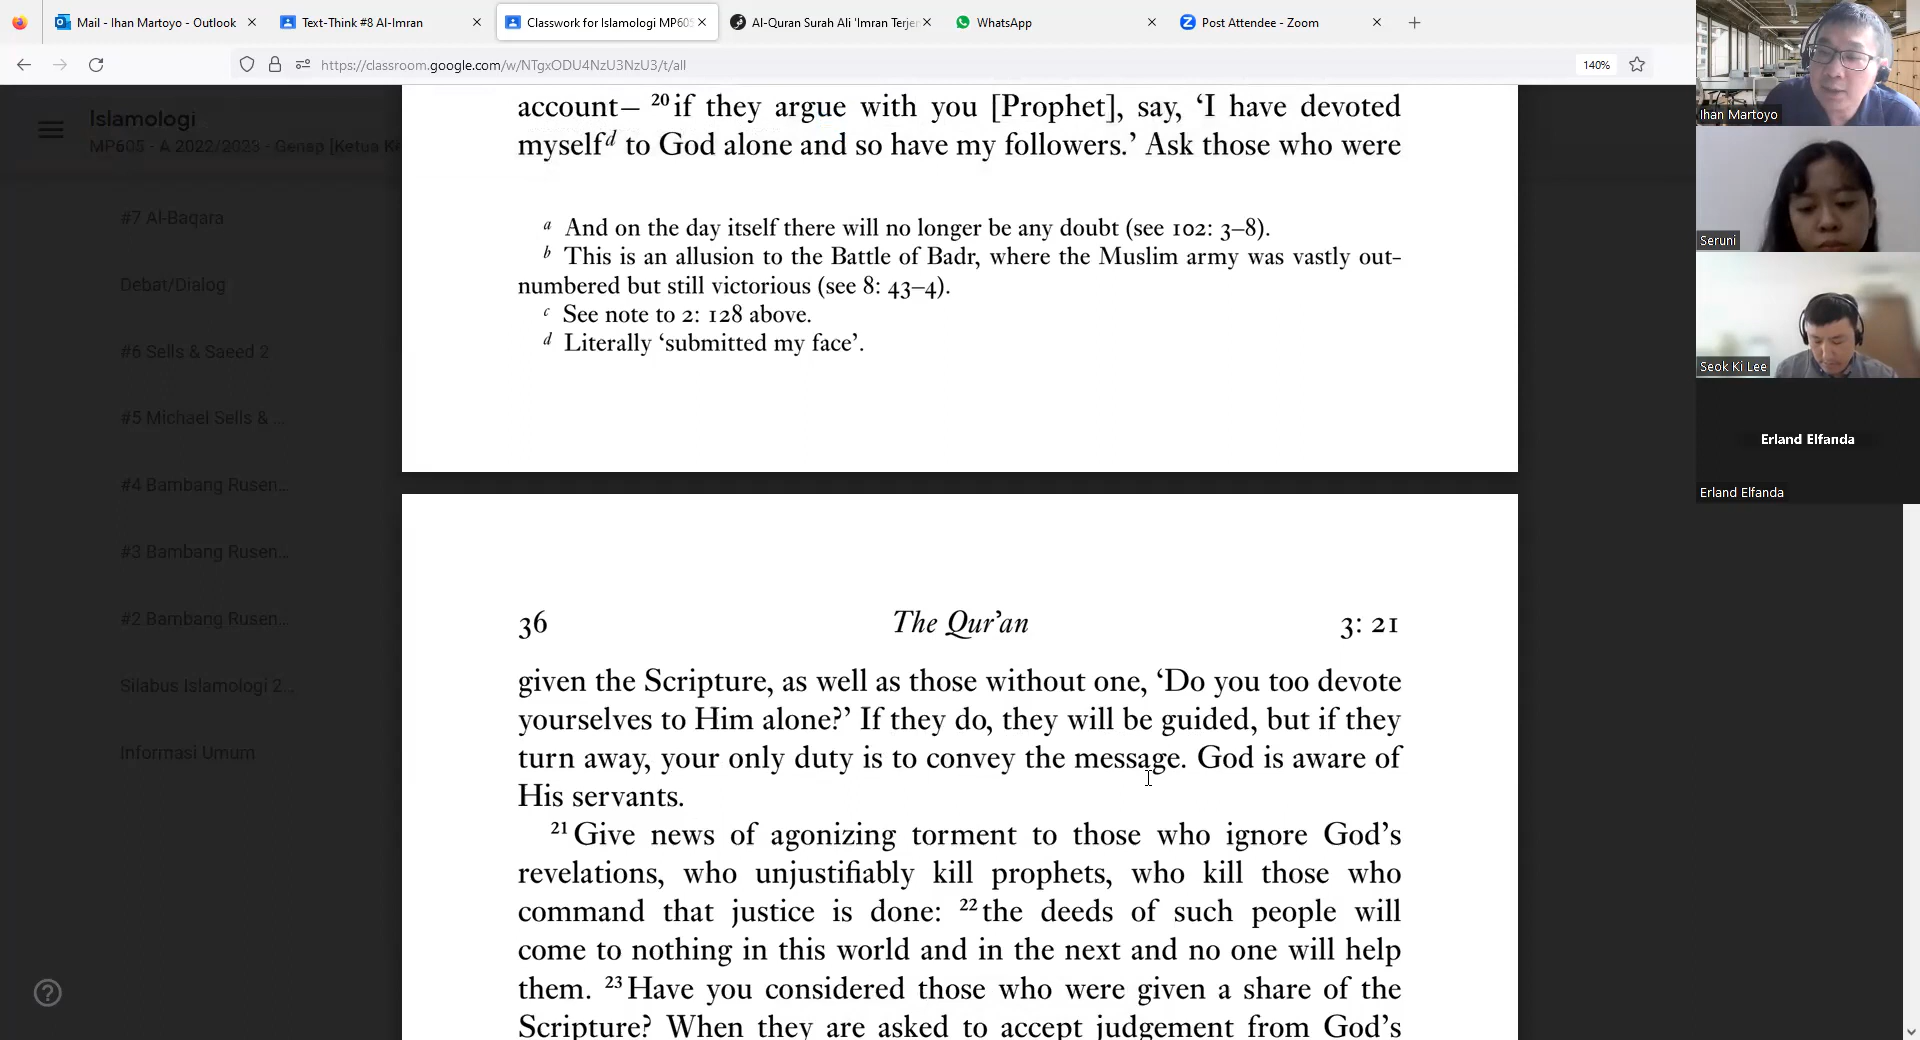 Mail - Ihan Martoyo - Outlook
Text-Think #8 Al-Imran
Classwork for Islamologi MP605
Al-Quran Surah Ali 'Imran Terjer
WhatsApp
Post Attendee - Zoom
https://classroom.google.com/w/NTgxODU4NzU3NzU3/t/all
140%
Islamologi
MP605 - A 2022/2023 - Genap [Ketua K
#7 Al-Baqara
Debat/Dialog
#6 Sells & Saeed 2
#5 Michael Sells & ...
#4 Bambang Rusen...
#3 Bambang Rusen...
#2 Bambang Rusen...
Silabus Islamologi 2...
Informasi Umum
account— 20 if they argue with you [Prophet], say, ‘I have devoted
myself d to God alone and so have my followers.’ Ask those who were
a And on the day itself there will no longer be any doubt (see 102: 3–8).
b This is an allusion to the Battle of Badr, where the Muslim army was vastly out-
numbered but still victorious (see 8: 43–4).
c See note to 2: 128 above.
d Literally ‘submitted my face’.
36 The Qur’an 3: 21
given the Scripture, as well as those without one, ‘Do you too devote
yourselves to Him alone?’ If they do, they will be guided, but if they
turn away, your only duty is to convey the message. God is aware of
His servants.
21 Give news of agonizing torment to those who ignore God’s
revelations, who unjustifiably kill prophets, who kill those who
command that justice is done: 22 the deeds of such people will
come to nothing in this world and in the next and no one will help
them. 23 Have you considered those who were given a share of the
Scripture? When they are asked to accept judgement from God’s
Ihan Martoyo
Seruni
Seok Ki Lee
Erland Elfanda
Erland Elfanda